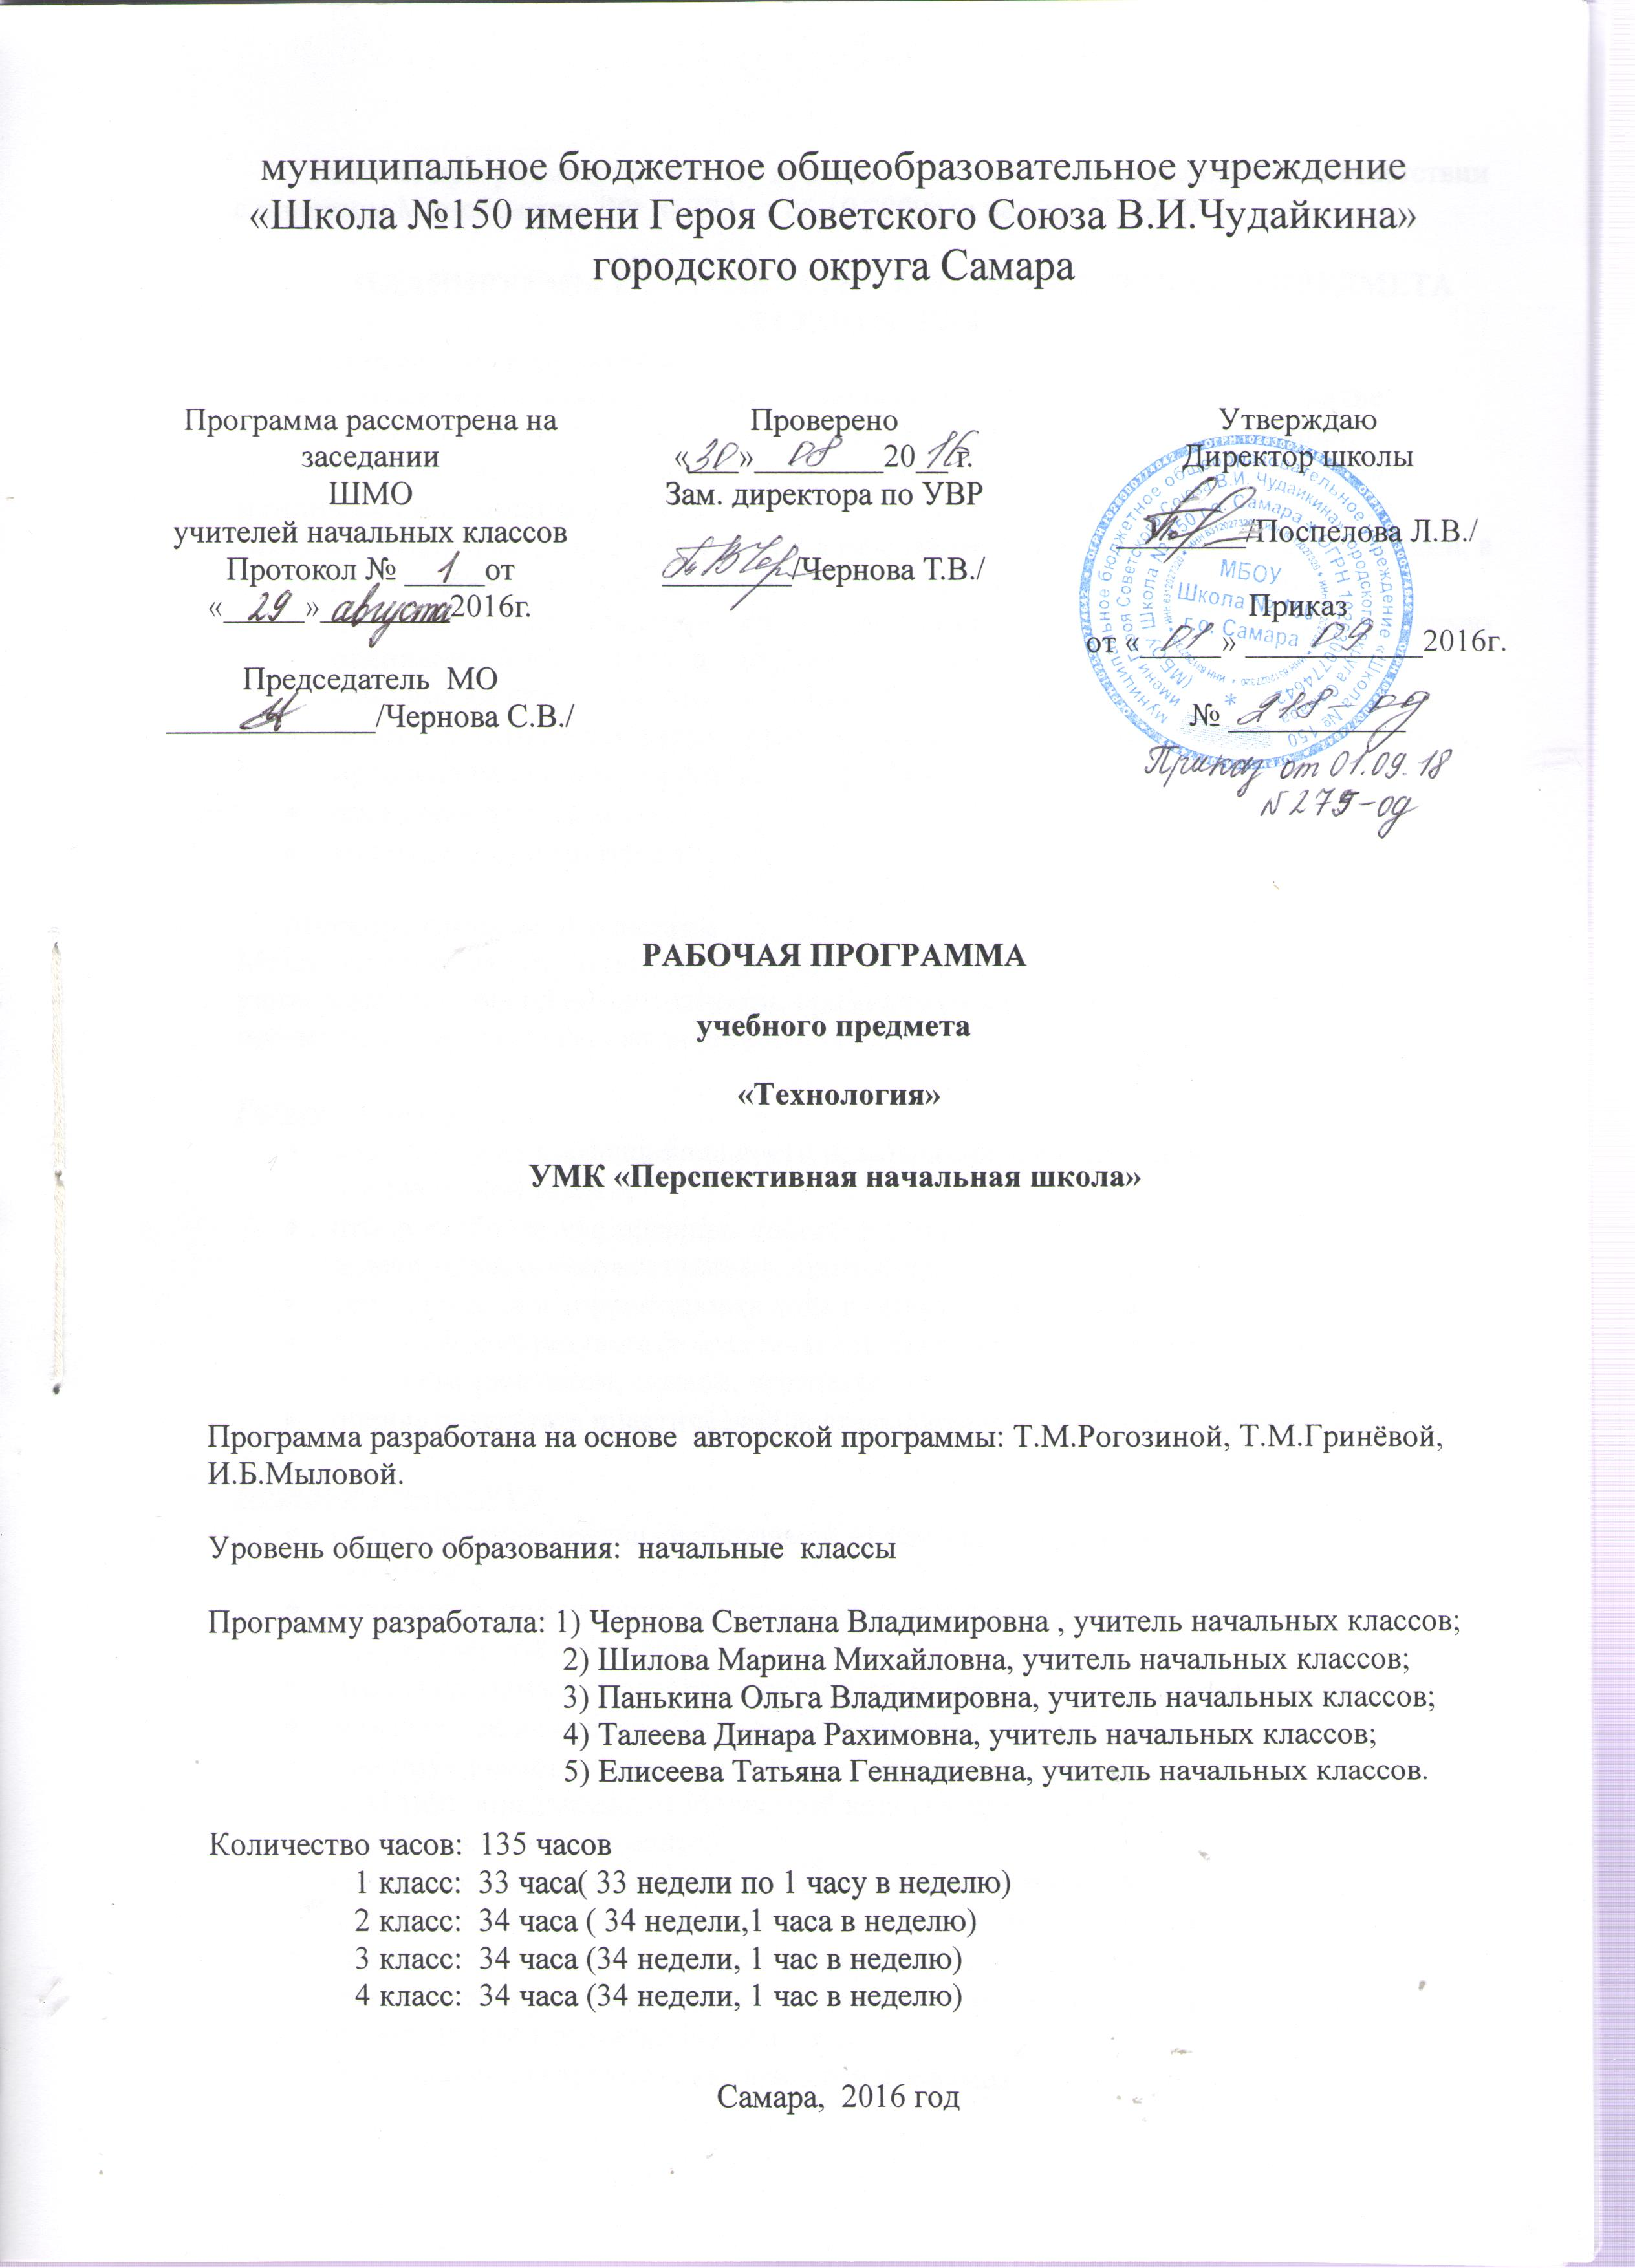 муниципальное бюджетное общеобразовательное учреждение
«Школа №150 имени Героя Советского Союза В.И.Чудайкина»
городского округа Самара
Программа рассмотрена на
заседании
ШМО
учителей начальных классов
Протокол № 1 от
«29» августа 2016г.
Председатель МО
/Чернова С.В./
Проверено
«30» 08 2016г.
Зам. директора по УВР
/Чернова Т.В./
Утверждаю
Директор школы
/Поспелова Л.В./
Приказ
от «01» 09 2016г.
№ 218-од
Приказ от 01.09.18
N 275-од
МБОУ
Школа №
г.о. Самара
РАБОЧАЯ ПРОГРАММА
учебного предмета
«Технология»
УМК «Перспективная начальная школа»
Программа разработана на основе авторской программы: Т.М.Рогозиной, Т.М.Гринёвой,
И.Б.Мыловой.
Уровень общего образования: начальные классы
Программу разработала: 1) Чернова Светлана Владимировна , учитель начальных классов;
2) Шилова Марина Михайловна, учитель начальных классов;
3) Панькина Ольга Владимировна, учитель начальных классов;
4) Талеева Динара Рахимовна, учитель начальных классов;
5) Елисеева Татьяна Геннадиевна, учитель начальных классов.
Количество часов: 135 часов
1 класс: 33 часа( 33 недели по 1 часу в неделю)
2 класс: 34 часа ( 34 недели,1 часа в неделю)
3 класс: 34 часа (34 недели, 1 час в неделю)
4 класс: 34 часа (34 недели, 1 час в неделю)
Самара, 2016 год